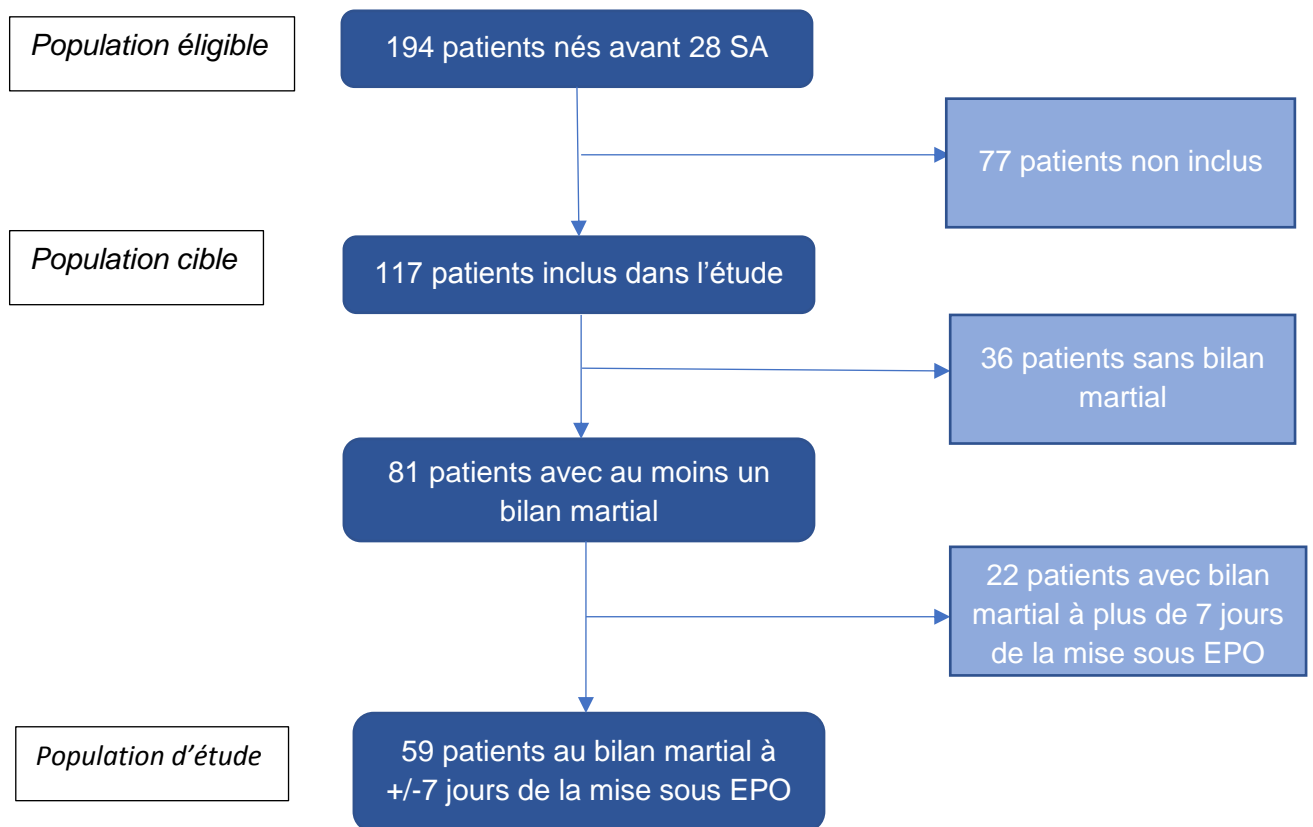 Population éligible
194 patients nés avant 28 SA
77 patients non inclus
Population cible
117 patients inclus dans l’étude
36 patients sans bilan
martial
81 patients avec au moins un
bilan martial
22 patients avec bilan
martial à plus de 7 jours
de la mise sous EPO
Population d’étude
59 patients au bilan martial à
+/-7 jours de la mise sous EPO